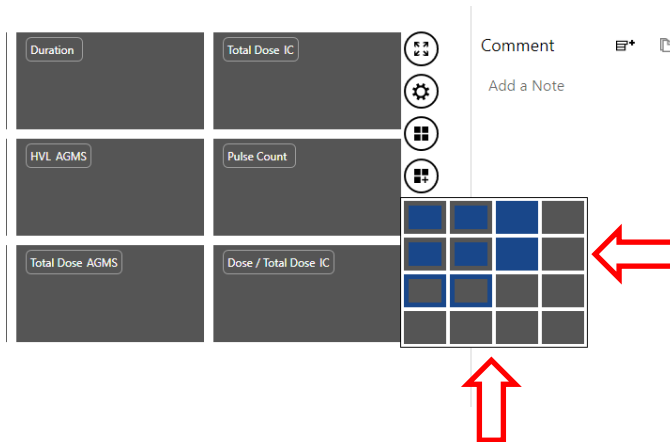 Duration
Total Dose IC
Comment
Add a Note
HVL AGMS
Pulse Count
Total Dose AGMS
Dose / Total Dose IC